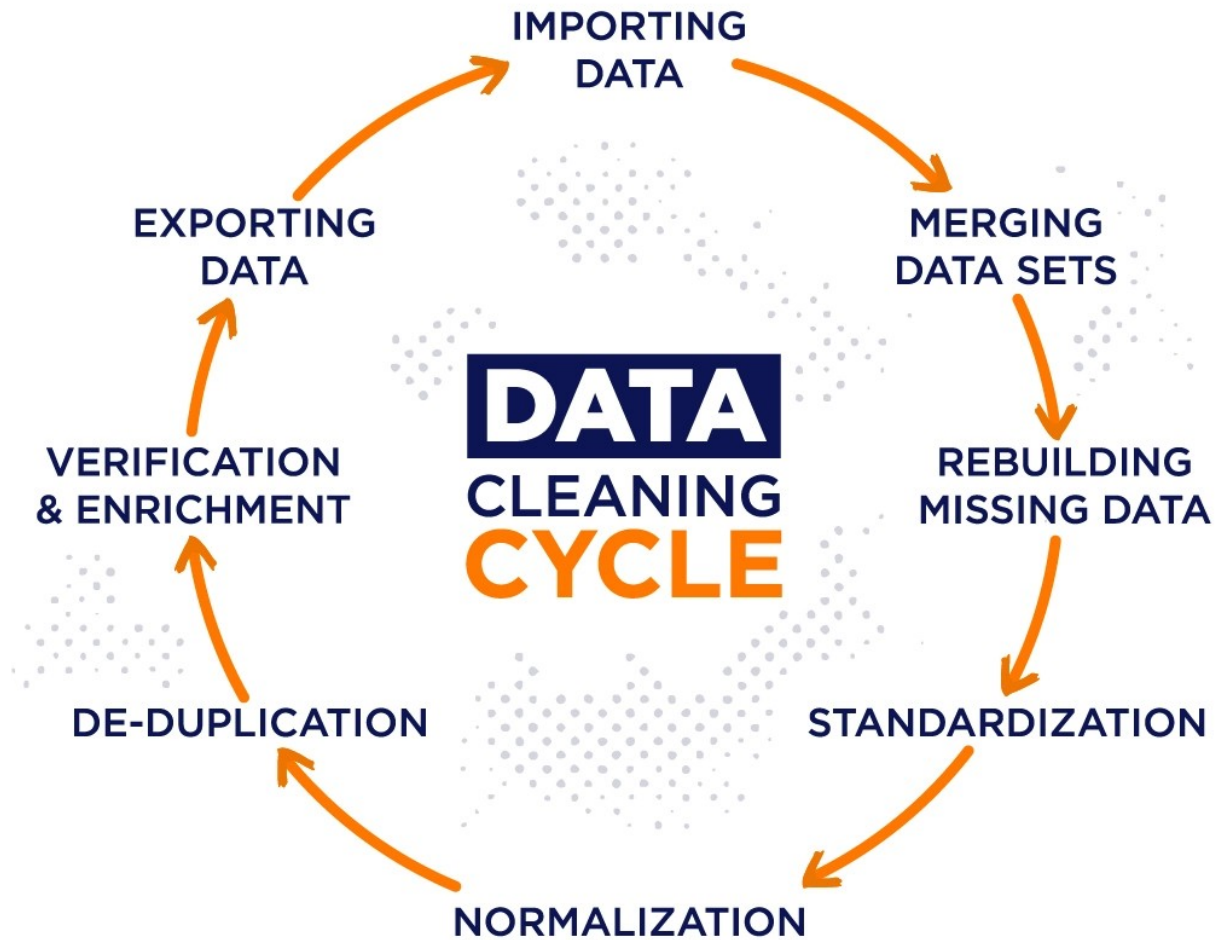 IMPORTING
DATA
MERGING
DATA SETS
REBUILDING
MISSING DATA
STANDARDIZATION
NORMALIZATION
DE-DUPLICATION
VERIFICATION
& ENRICHMENT
EXPORTING
DATA
DATA
CLEANING
CYCLE